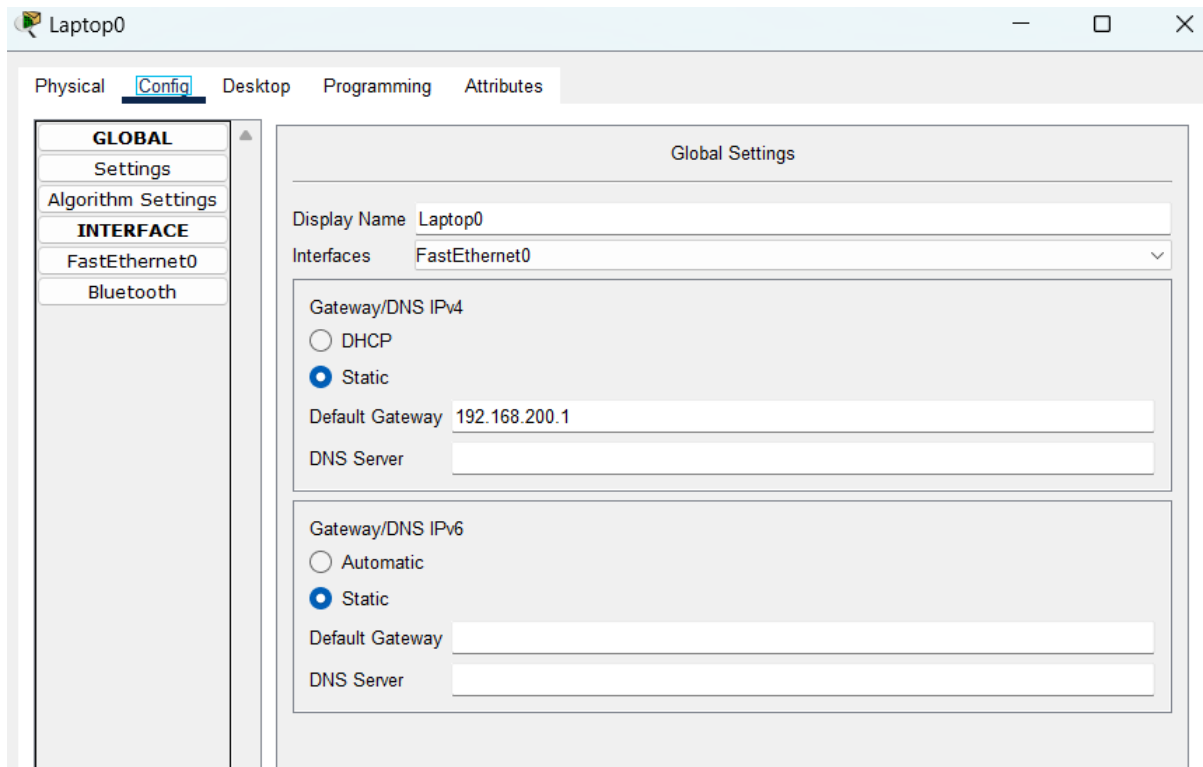 Laptop0
Physical Config Desktop Programming Attributes
GLOBAL
Settings
Algorithm Settings
INTERFACE
FastEthernet0
Bluetooth
Global Settings
Display Name Laptop0
Interfaces FastEthernet0
Gateway/DNS IPv4
DHCP
Static
Default Gateway 192.168.200.1
DNS Server
Gateway/DNS IPv6
Automatic
Static
Default Gateway
DNS Server